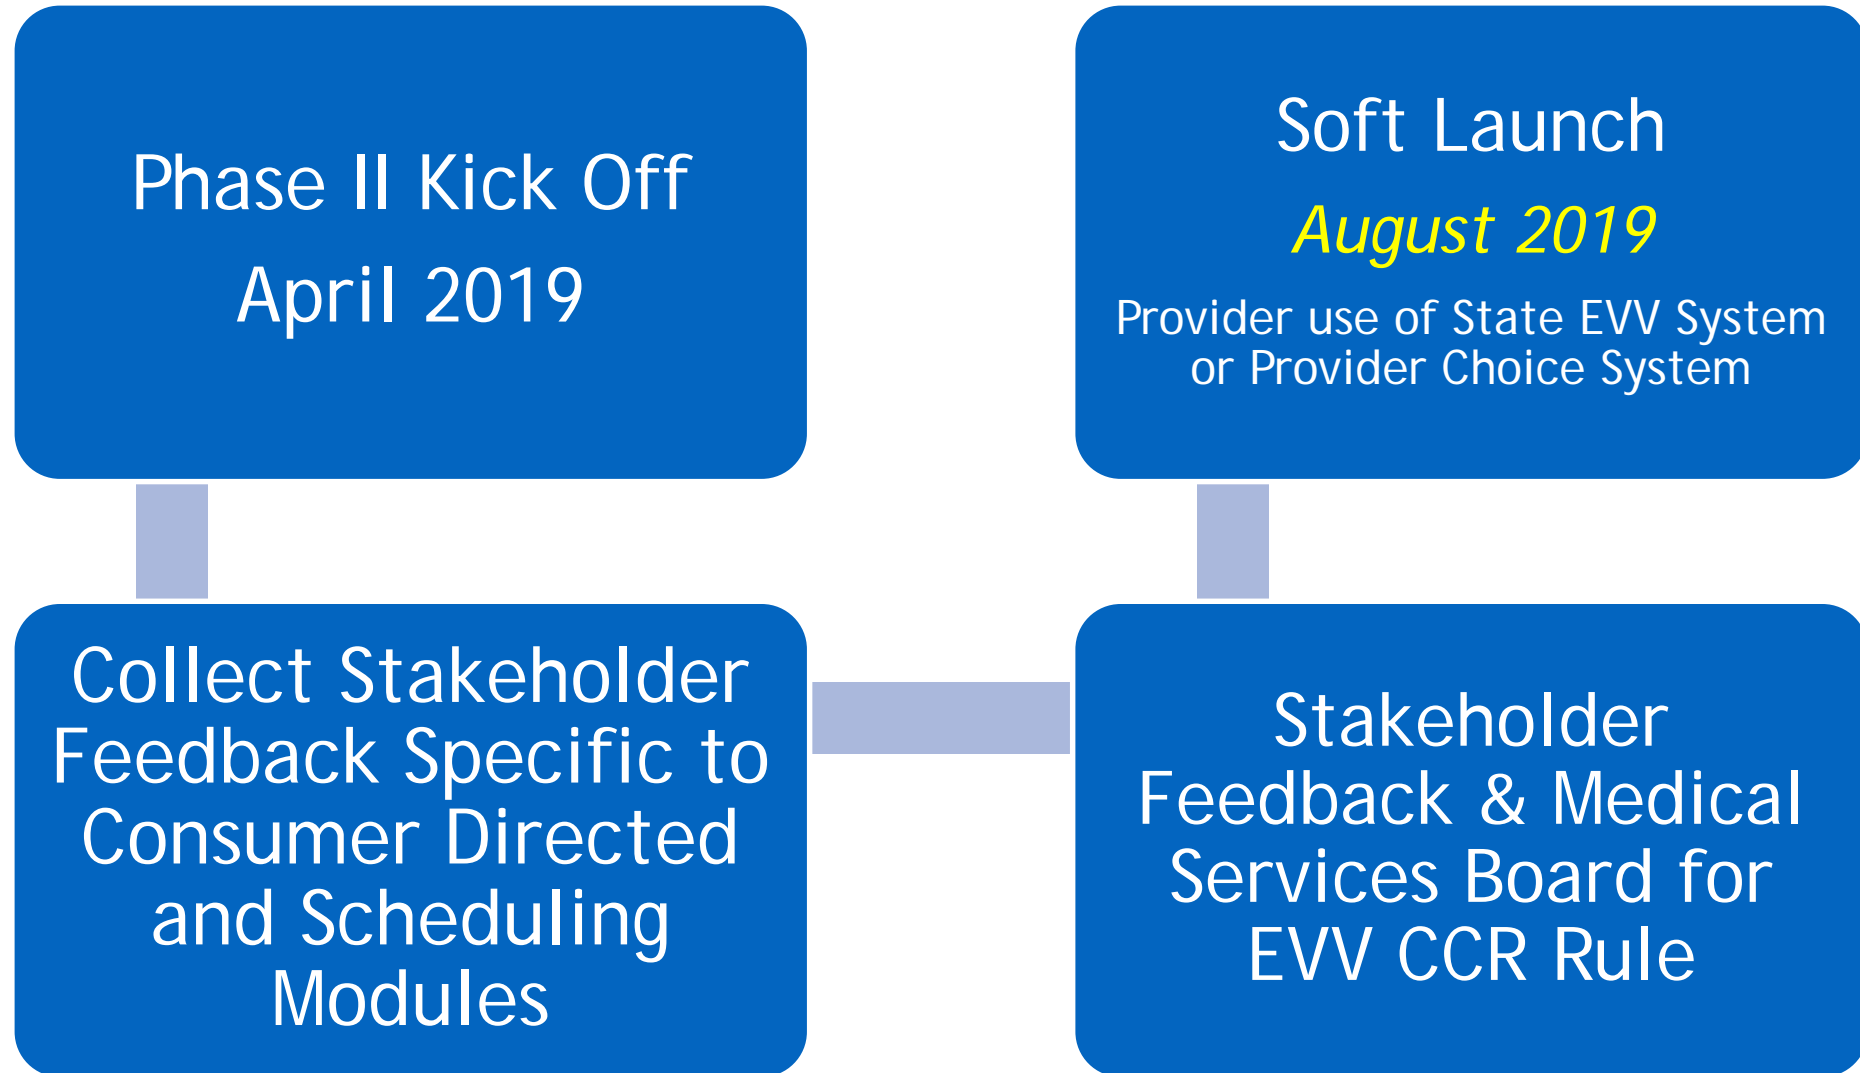 Phase II Kick Off
April 2019
Collect Stakeholder
Feedback Specific to
Consumer Directed
and Scheduling
Modules
Stakeholder
Feedback & Medical
Services Board for
EVV CCR Rule
Soft Launch
August 2019
Provider use of State EVV System
or Provider Choice System